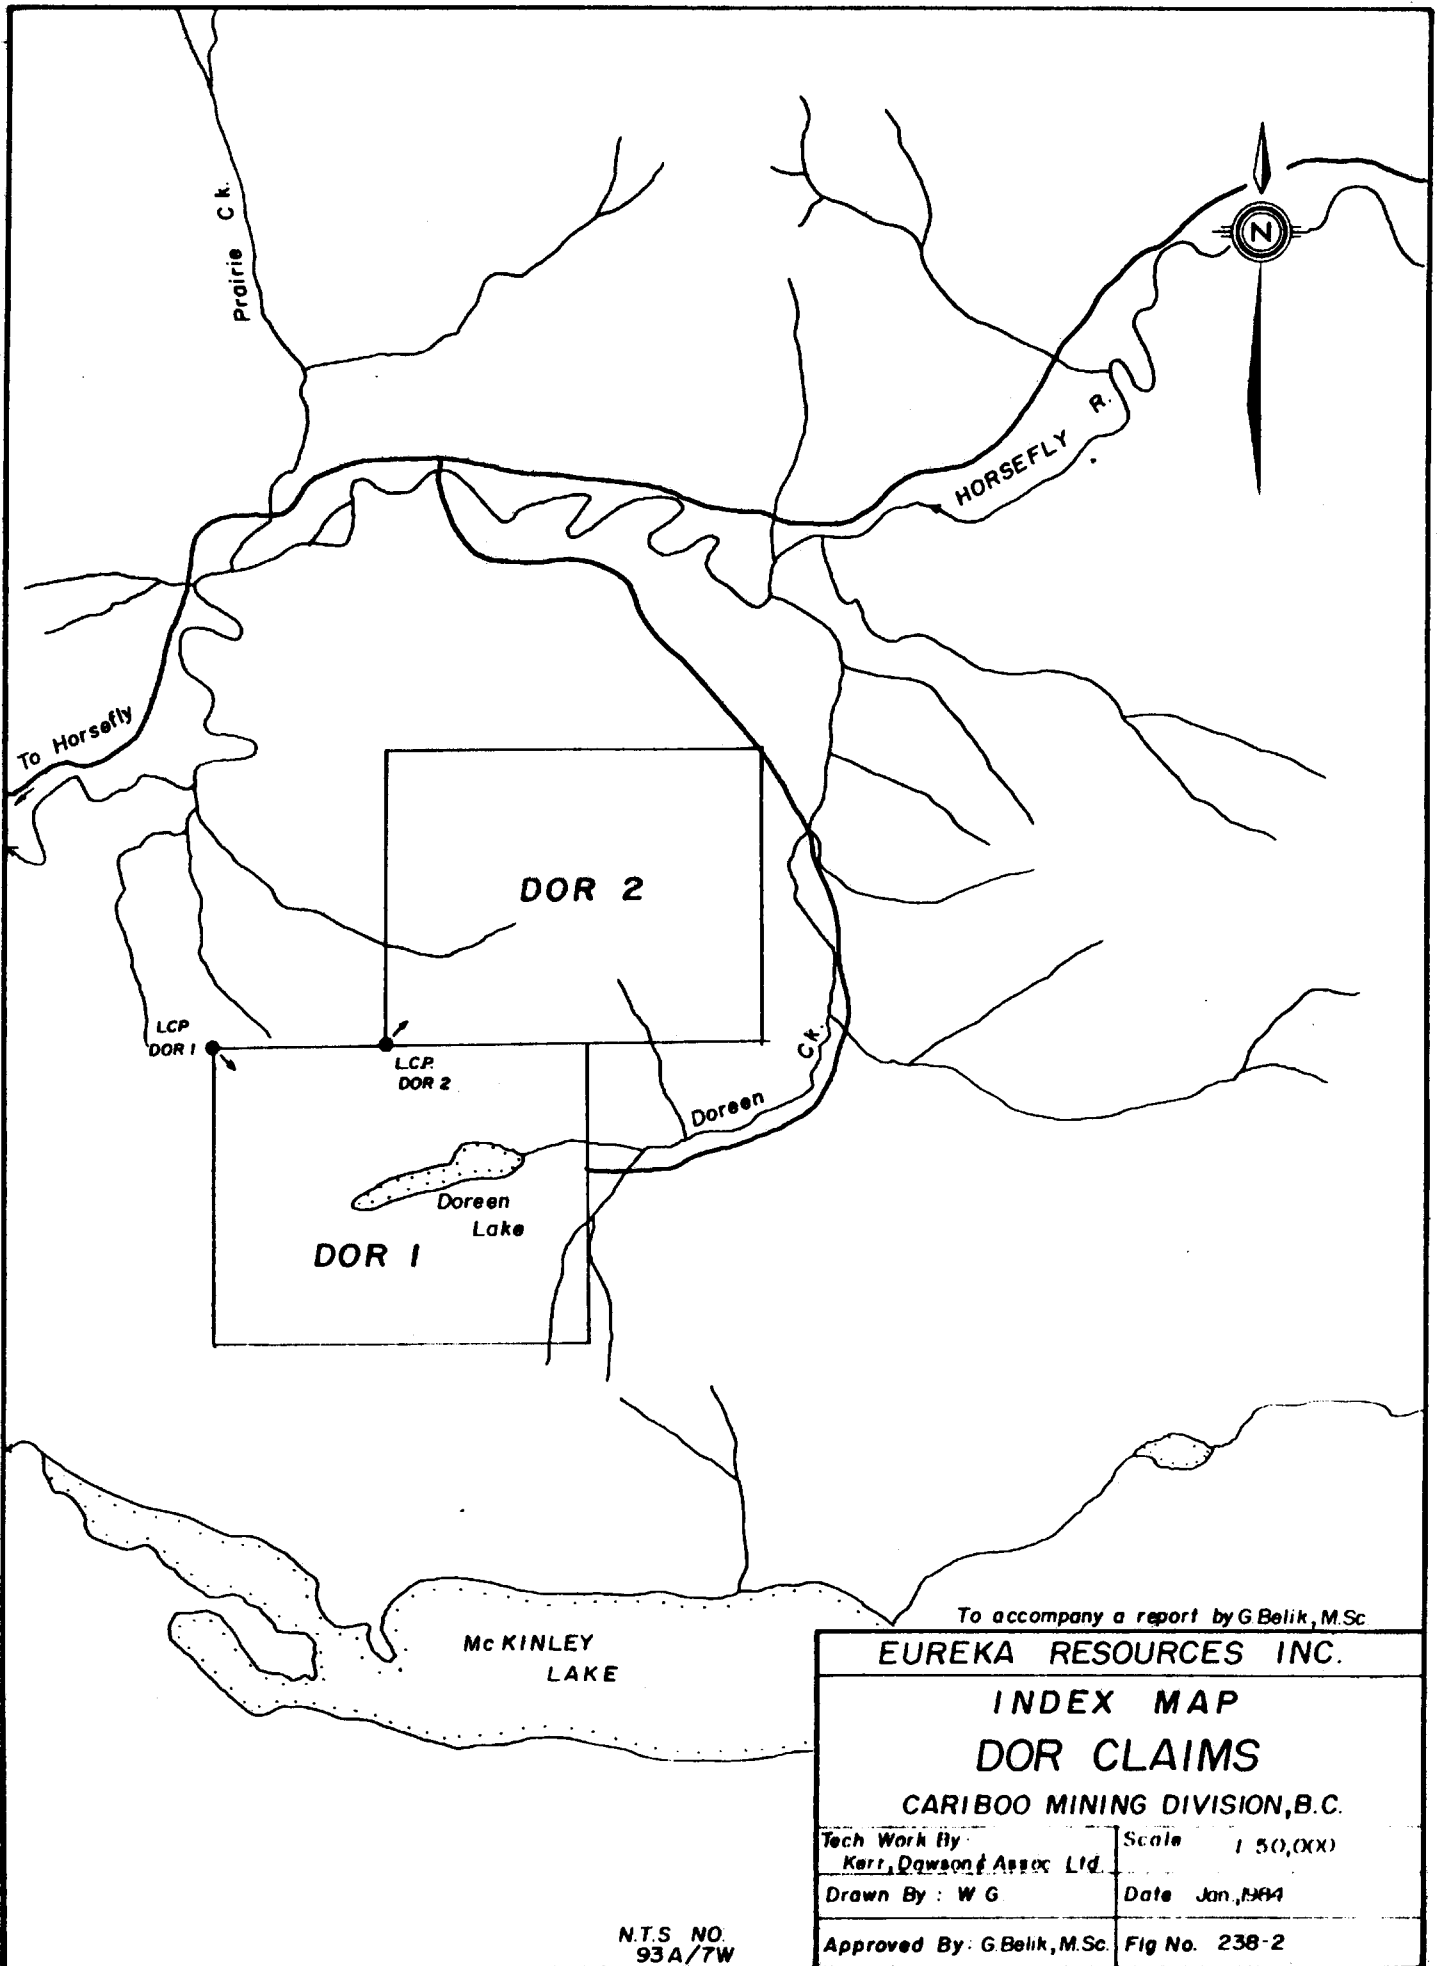 Prairie Ck.
N
HORSEFLY R.
To Horsefly
DOR 2
LCP
DOR 1
L.C.P.
DOR 2
Ck.
Doreen
Doreen
Lake
DOR 1
Mc KINLEY
LAKE
To accompany a report by G.Belik, M.Sc
EUREKA RESOURCES INC.
INDEX MAP
DOR CLAIMS
CARIBOO MINING DIVISION, B.C.
Tech Work By:
Kerr, Dawson & Assoc Ltd.
Scale 1 50,000
Drawn By : W G
Date Jan., 1984
Approved By: G.Belik, M.Sc.
Fig No. 238-2
N.T.S NO.
93A/7W